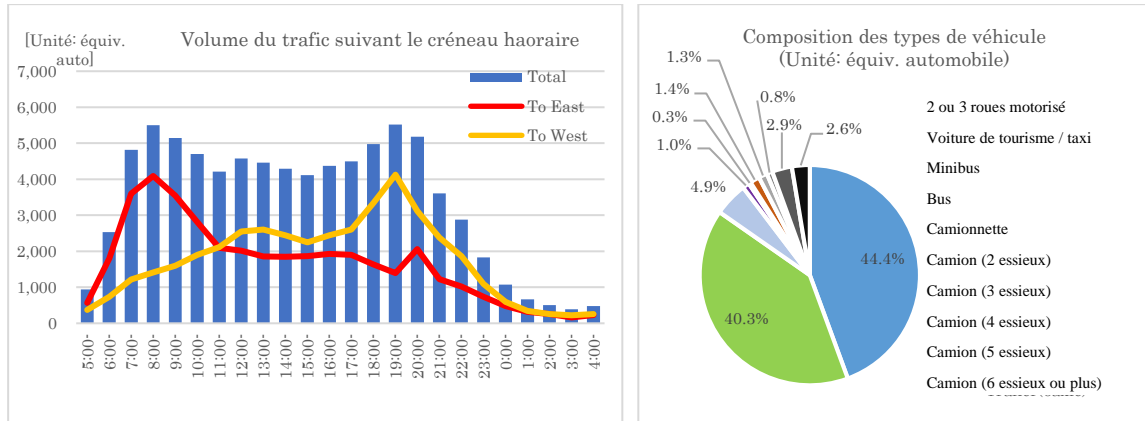 [Unité: équiv.
auto]
Volume du trafic suivant le créneau haoraire
7,000
6,000
5,000
4,000
3,000
2,000
1,000
0
Total
To East
To West
5:00-
6:00-
7:00-
8:00-
9:00-
10:00-
11:00-
12:00-
13:00-
14:00-
15:00-
16:00-
17:00-
18:00-
19:00-
20:00-
21:00-
22:00-
23:00-
0:00-
1:00-
2:00-
3:00-
4:00-
Composition des types de véhicule
(Unité: équiv. automobile)
1.3%
1.4%
0.3%
1.0%
4.9%
0.8%
2.9%
2.6%
44.4%
40.3%
2 ou 3 roues motorisé
Voiture de tourisme / taxi
Minibus
Bus
Camionnette
Camion (2 essieux)
Camion (3 essieux)
Camion (4 essieux)
Camion (5 essieux)
Camion (6 essieux ou plus)